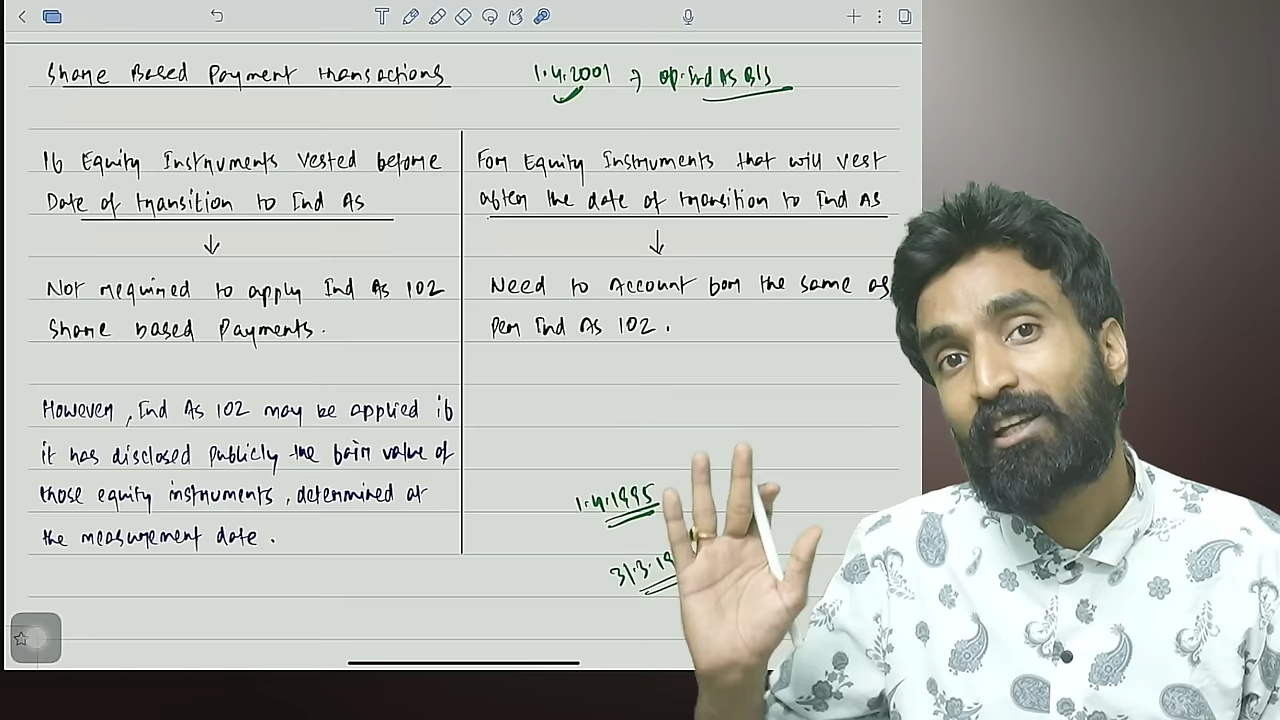 Share Based Payment transactions
1.4.2001 → op. Ind As B/S
If Equity Instruments vested before
Date of transition to Ind As
↓
Not required to apply Ind As 102
Share based Payments.
However, Ind As 102 may be applied if
it has disclosed publicly the fair value of
those equity instruments, determined at
the measurement date.
For Equity Instruments that will vest
after the date of transition to Ind As
↓
Need to Account for the same as
per Ind As 102.
1.4.1995
31.3.19